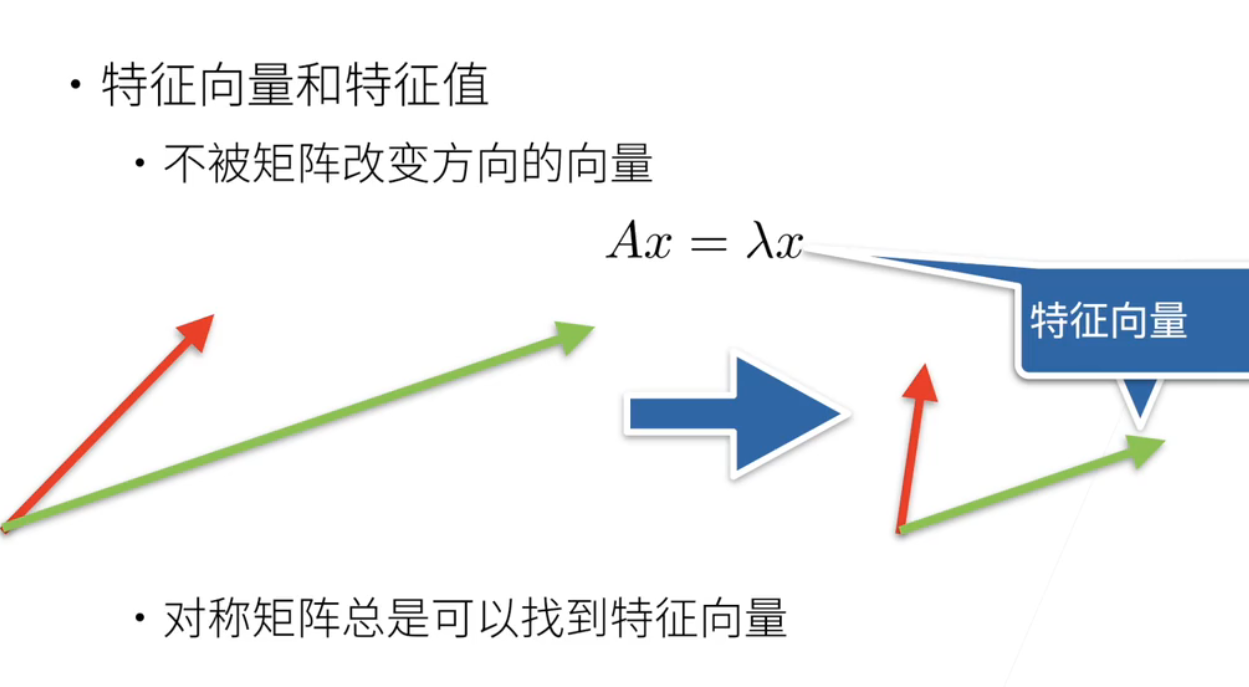 • 特征向量和特征值
• 不被矩阵改变方向的向量
Ax = λx
特征向量
• 对称矩阵总是可以找到特征向量